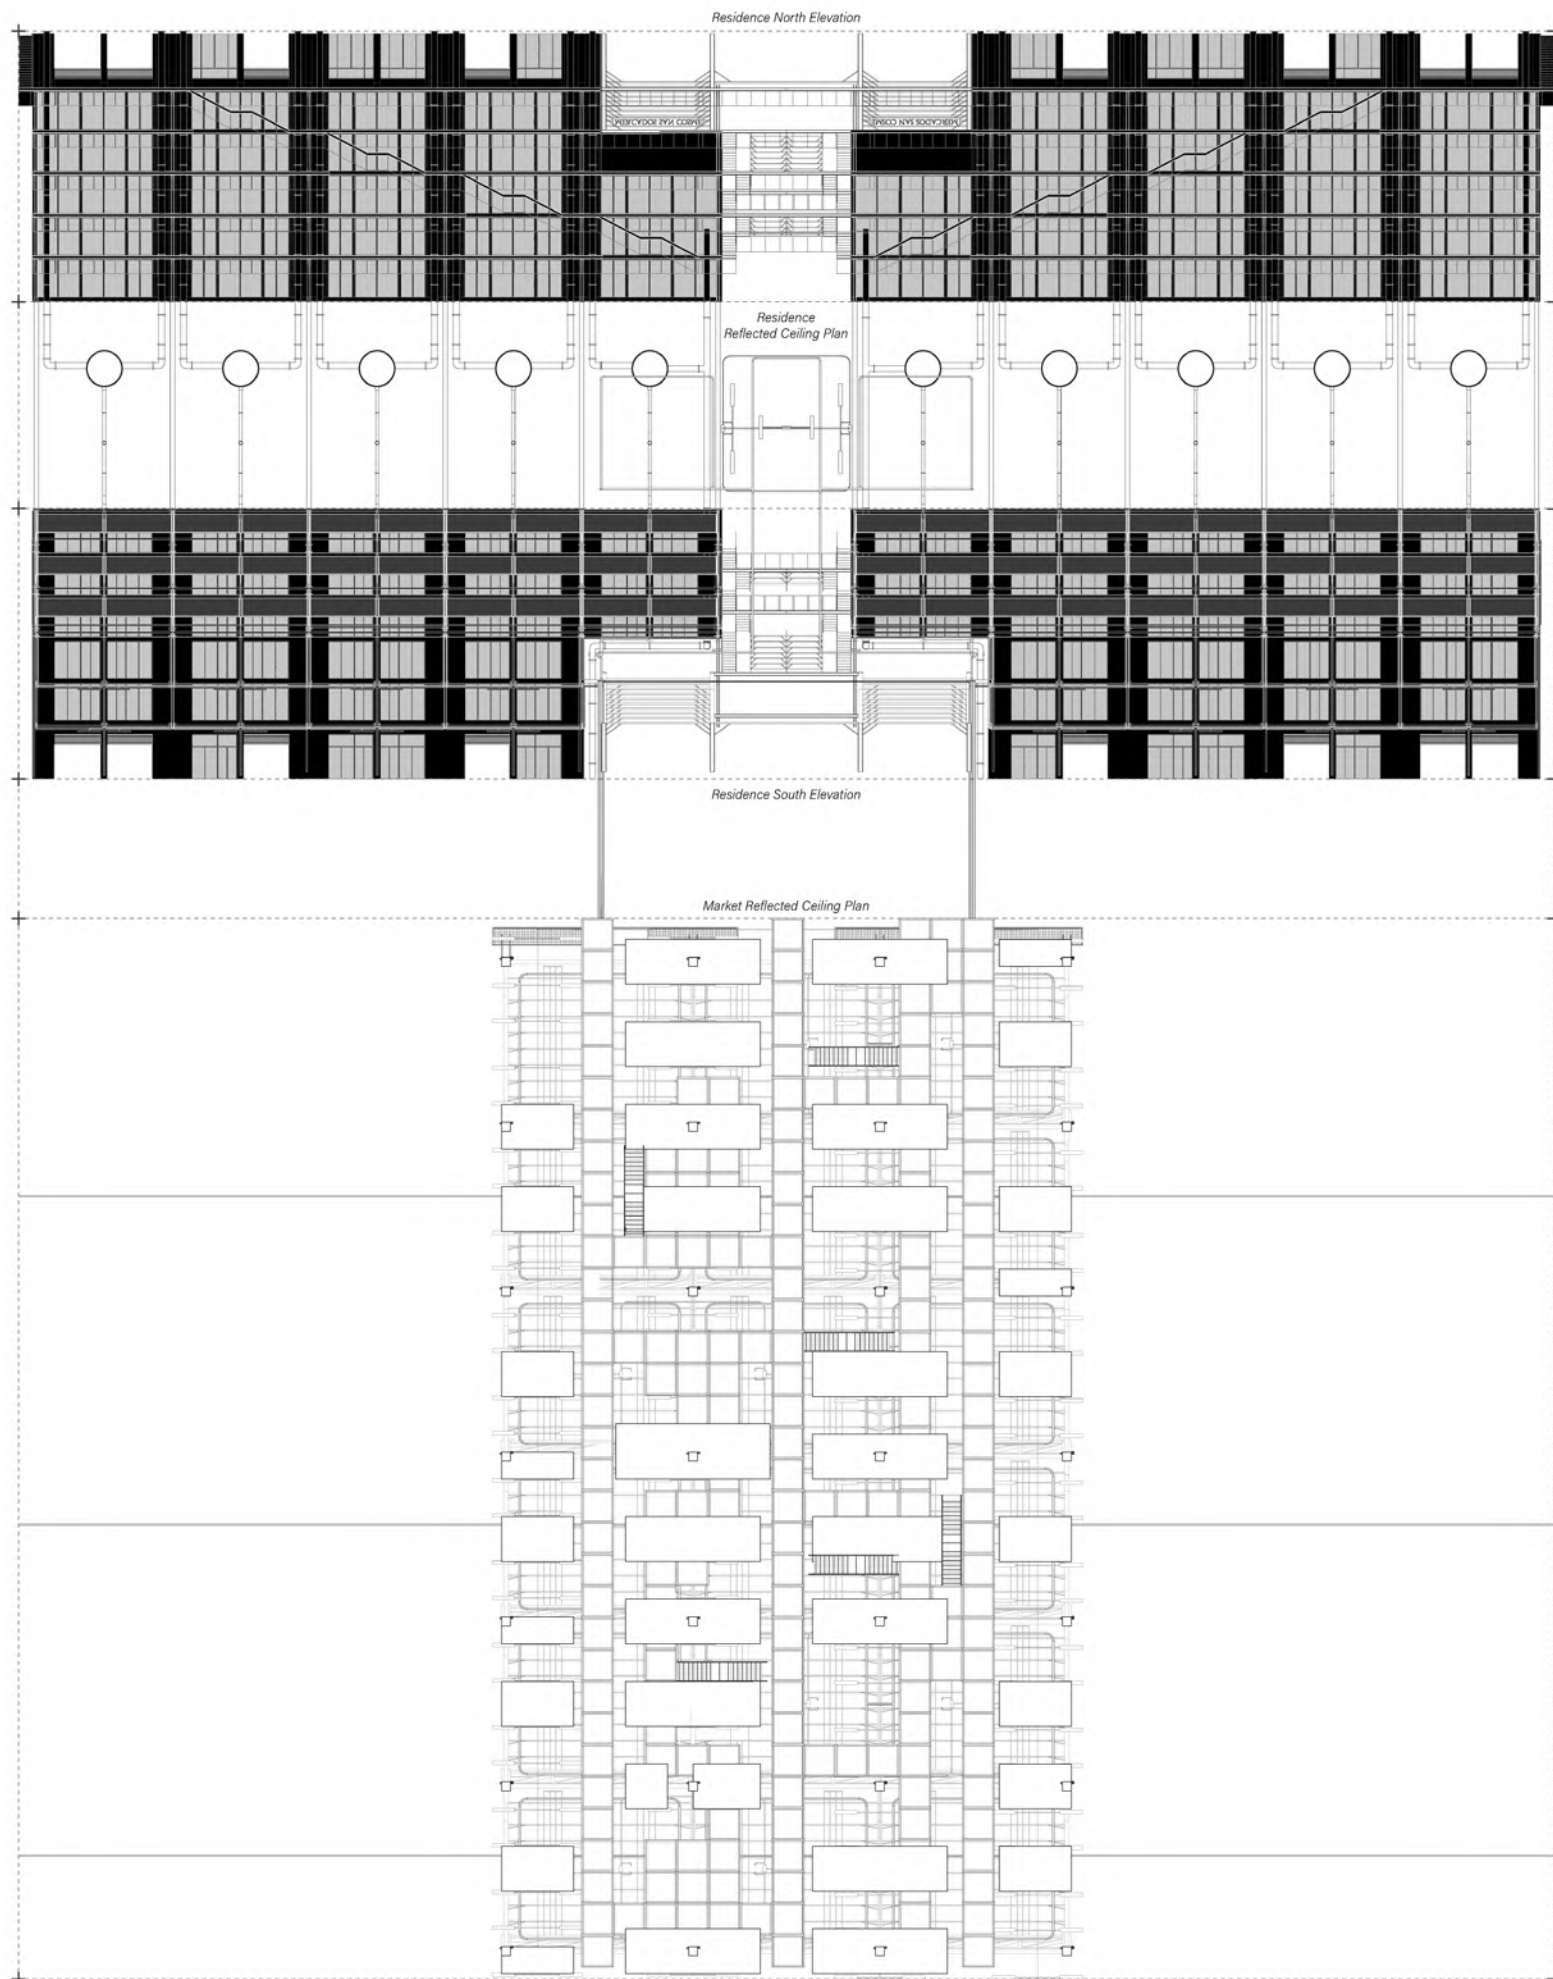 Residence North Elevation
MERCADOS SAN COSME
MERCADOS SAN COSME
Residence
Reflected Ceiling Plan
Residence South Elevation
Market Reflected Ceiling Plan